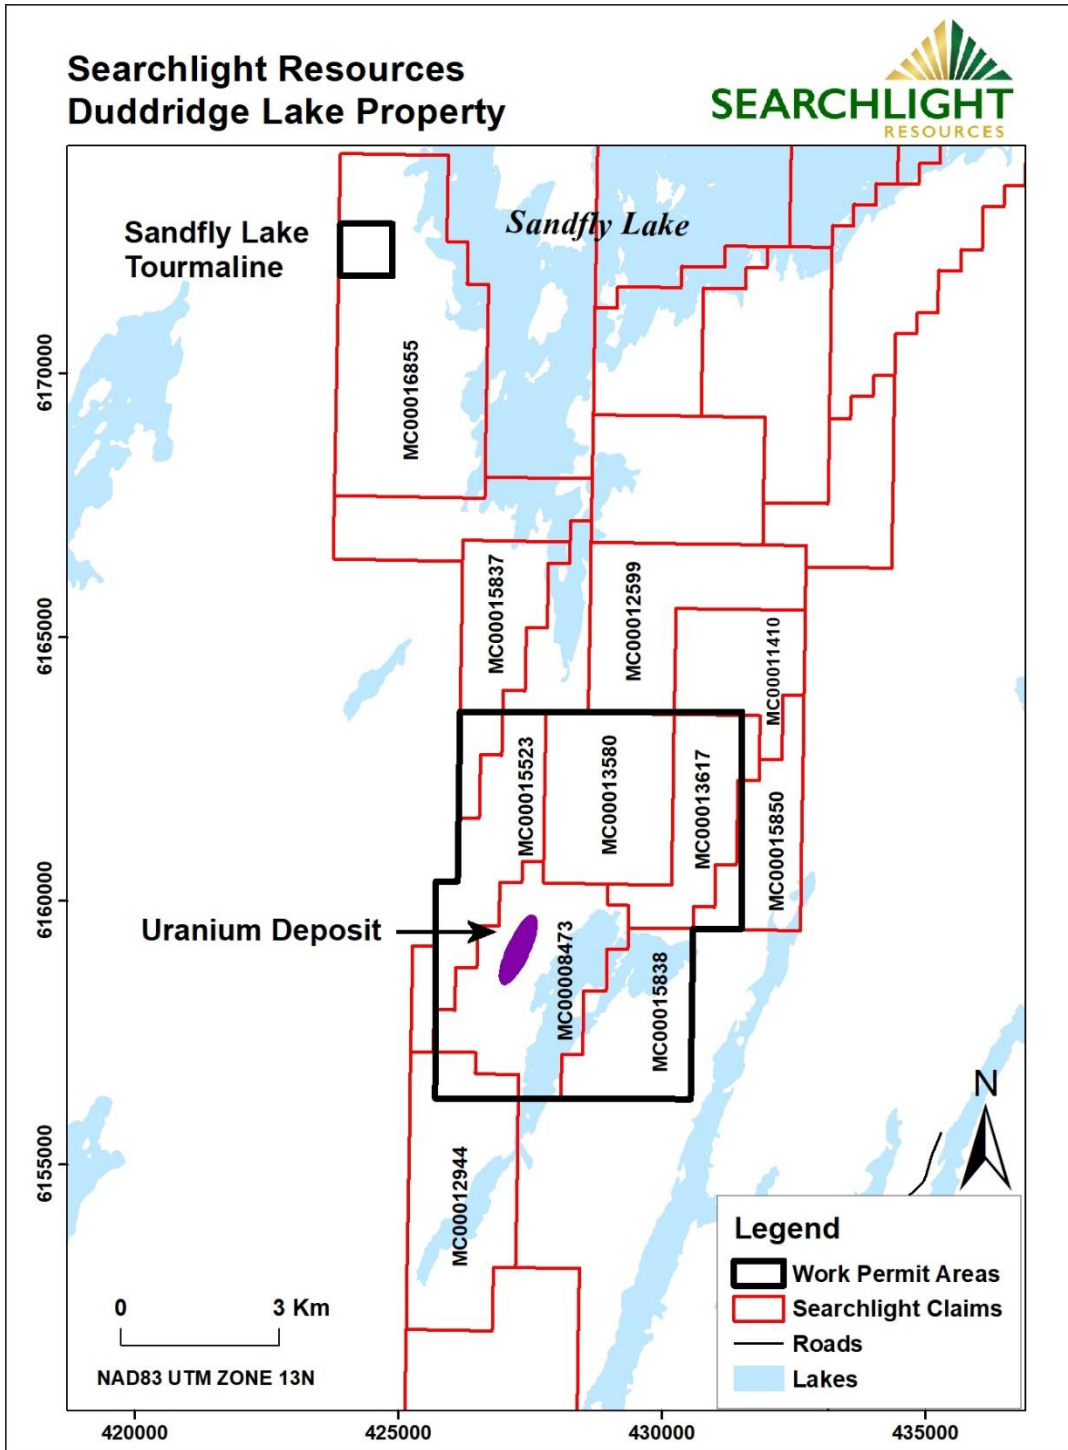 Searchlight Resources
Duddridge Lake Property
SEARCHLIGHT
RESOURCES
Sandfly Lake
Sandfly Lake
Tourmaline
6170000
MC00016855
MC00015837
MC00012599
6165000
MC00011410
MC00015523
MC00013580
MC00013617
MC00015850
6160000
Uranium Deposit
MC00008473
MC00015838
N
6155000
MC00012944
Legend
Work Permit Areas
Searchlight Claims
Roads
Lakes
0 3 Km
NAD83 UTM ZONE 13N
420000 425000 430000 435000